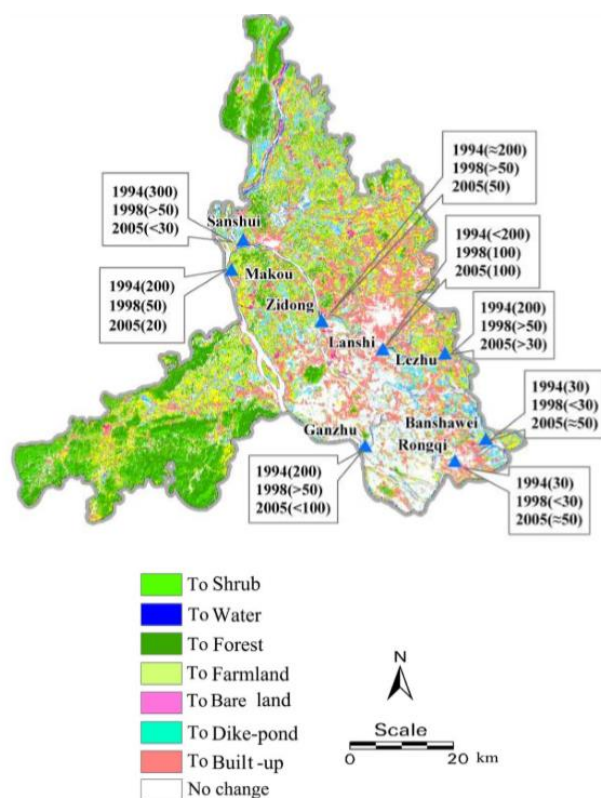 1994(≈200)
1998(>50)
2005(50)
1994(300)
1998(>50)
2005(<30)
Sanshui
1994(<200)
1998(100)
2005(100)
Makou
1994(200)
1998(50)
2005(20)
Zidong
1994(200)
1998(>50)
2005(>30)
Lanshi
Lezhu
1994(30)
1998(<30)
2005(≈50)
Banshawei
Ganzhu
Rongqi
1994(200)
1998(>50)
2005(<100)
1994(30)
1998(<30)
2005(≈50)
To Shrub
To Water
To Forest
To Farmland
To Bare land
To Dike-pond
To Built-up
No change
N
Scale
0 20 km